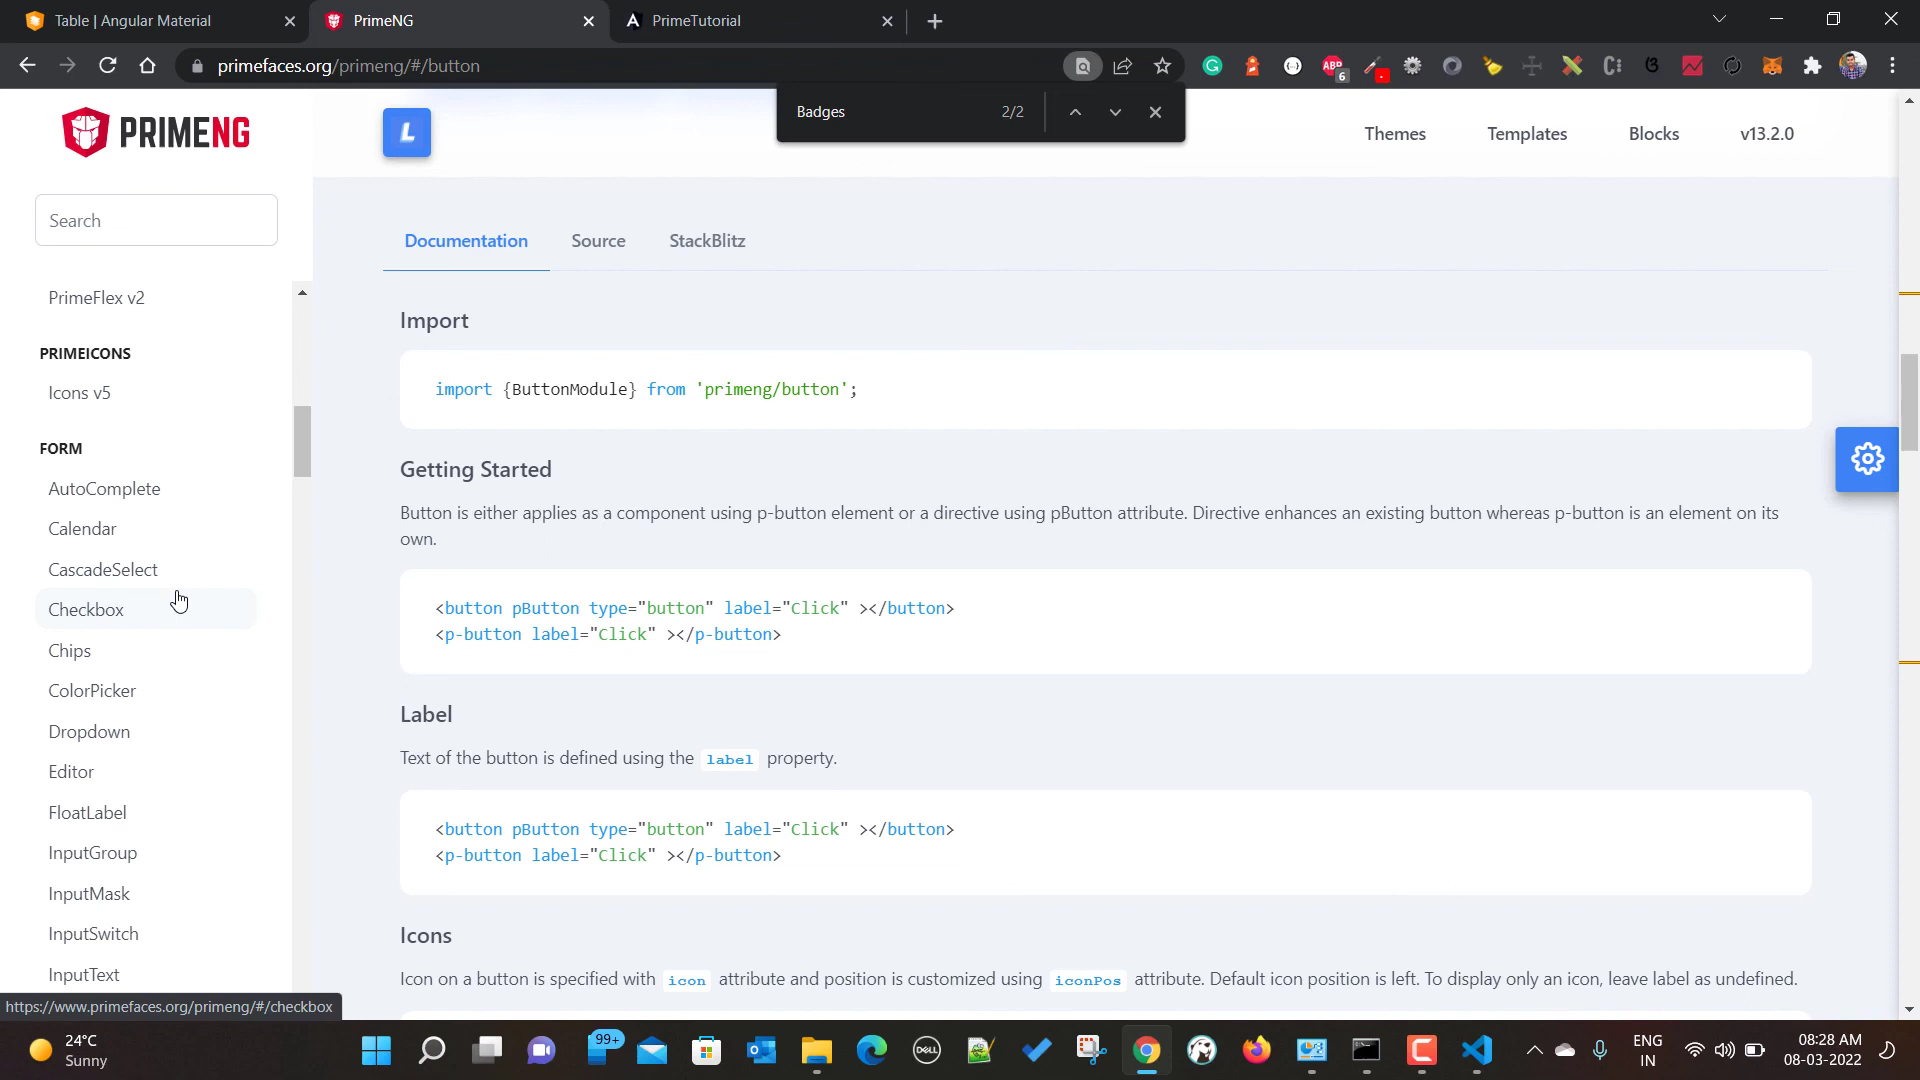 Table | Angular Material
PrimeNG
PrimeTutorial
primefaces.org/primeng/#/button
ABP
6
Badges
2/2
PRIMENG
L
Themes
Templates
Blocks
v13.2.0
Search
PrimeFlex v2
PRIMEICONS
Icons v5
FORM
AutoComplete
Calendar
CascadeSelect
Checkbox
Chips
ColorPicker
Dropdown
Editor
FloatLabel
InputGroup
InputMask
InputSwitch
InputText
Documentation
Source
StackBlitz
Import
import {ButtonModule} from 'primeng/button';
Getting Started
Button is either applies as a component using p-button element or a directive using pButton attribute. Directive enhances an existing button whereas p-button is an element on its
own.
<button pButton type="button" label="Click" ></button>
<p-button label="Click" ></p-button>
Label
Text of the button is defined using the label property.
<button pButton type="button" label="Click" ></button>
<p-button label="Click" ></p-button>
Icons
Icon on a button is specified with icon attribute and position is customized using iconPos attribute. Default icon position is left. To display only an icon, leave label as undefined.
https://www.primefaces.org/primeng/#/checkbox
24°C
Sunny
99+
DELL
ENG
IN
08:28 AM
08-03-2022